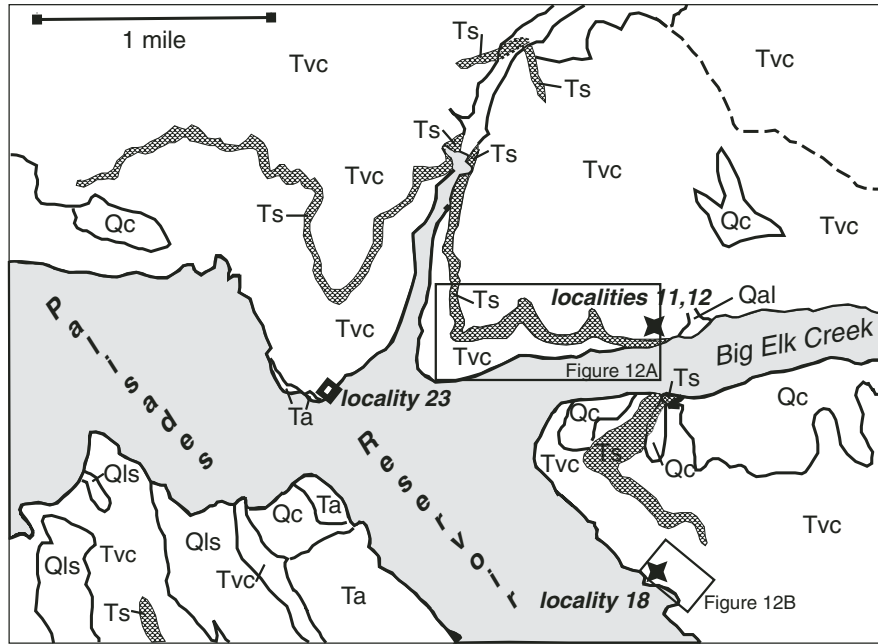 1 mile
Ts
Tvc
Tvc
Ts
Ts
Ts
Tvc
Tvc
Ts
Qc
Qc
Tvc
Palisades
Reservoir
Ts
localities 11,12
Qal
Tvc
Tvc
Big Elk Creek
Figure 12A
Ts
Ta
locality 23
Qc
Qc
Tvc
Ts
Qc
Qls
Qls
Tvc
Qls
Qc
Ta
Tvc
Tvc
Ts
Ta
locality 18
Figure 12B